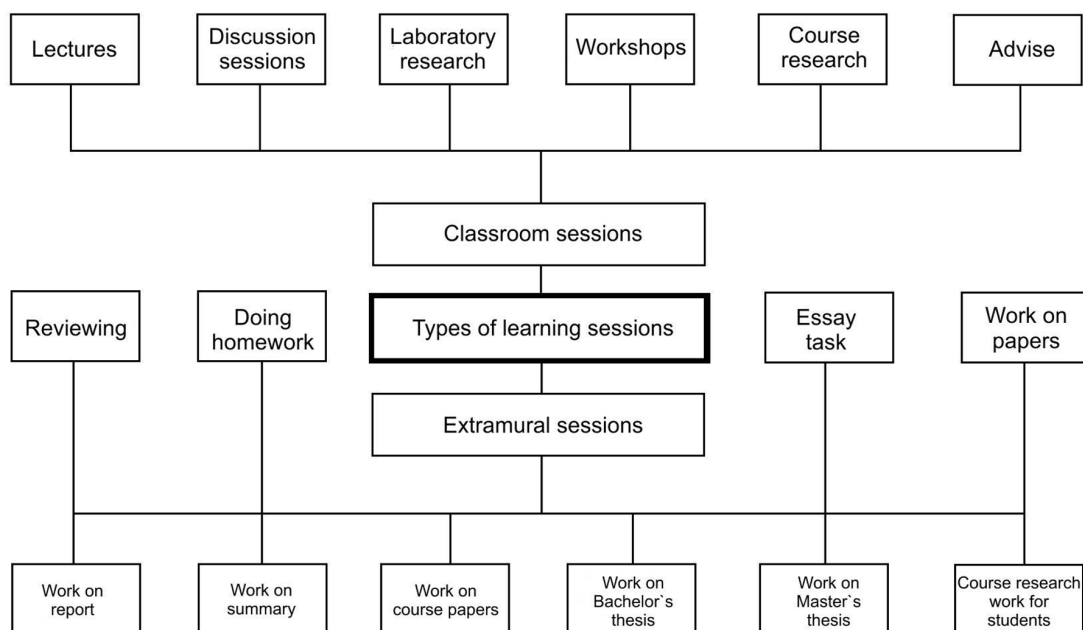 Lectures
Discussion
sessions
Laboratory
research
Workshops
Course
research
Advise
Classroom sessions
Reviewing
Doing
homework
Types of learning sessions
Essay
task
Work on
papers
Extramural sessions
Work on
report
Work on
summary
Work on
course papers
Work on
Bachelor`s
thesis
Work on
Master`s
thesis
Course research
work for
students